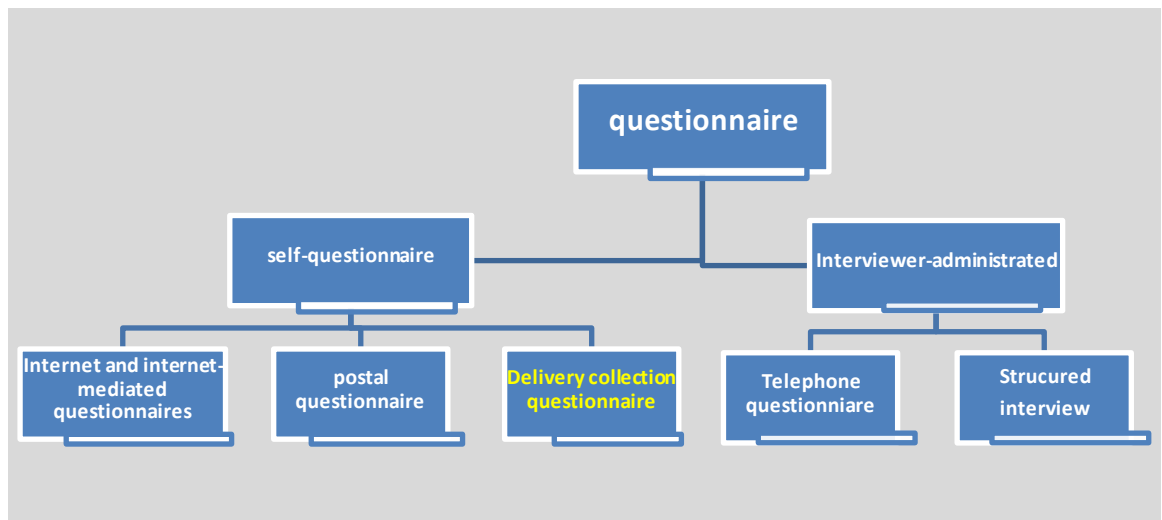 questionnaire
self-questionnaire
Interviewer-administrated
Internet and internet-
mediated
questionnaires
postal
questionnaire
Delivery collection
questionnaire
Telephone
questionniare
Strucured
interview